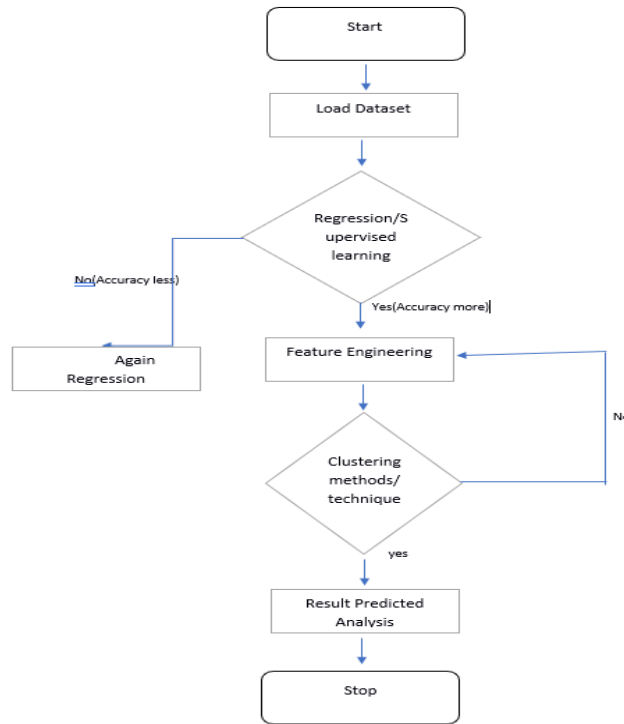 Start
Load Dataset
Regression/S
upervised
learning
No(Accuracy less)
Yes(Accuracy more)
Again
Regression
Feature Engineering
Clustering
methods/
technique
No
yes
Result Predicted
Analysis
Stop